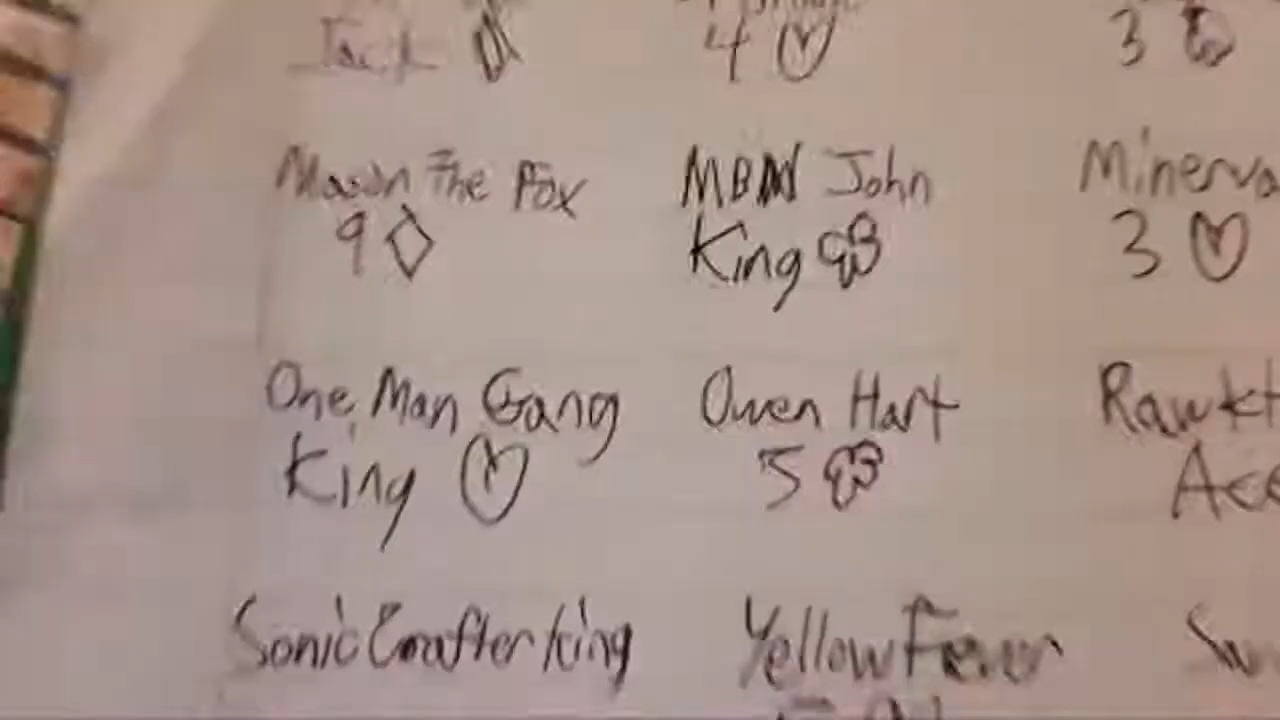 Jack
4
3
Mason The Fox
MBW John
Minerva
9
King
3
One Man Gang
Owen Hart
King
5
Ace
SonicCrafterKing
YellowFever